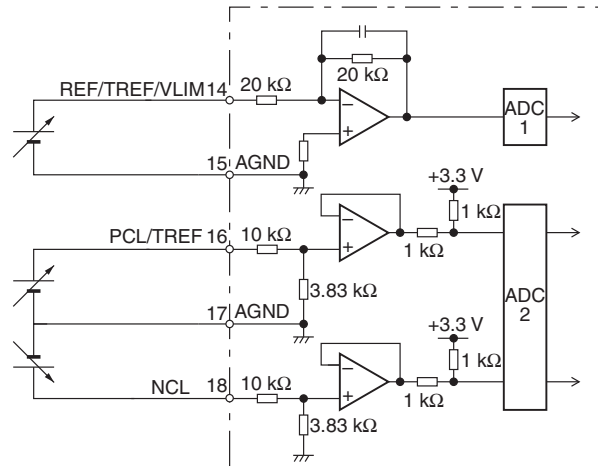 REF/TREF/VLIM 14
20 kΩ
20 kΩ
−
+
ADC
1
15 AGND
+3.3 V
1 kΩ
PCL/TREF 16
10 kΩ
−
+
1 kΩ
3.83 kΩ
17 AGND
ADC
2
+3.3 V
1 kΩ
NCL 18
10 kΩ
−
+
1 kΩ
3.83 kΩ